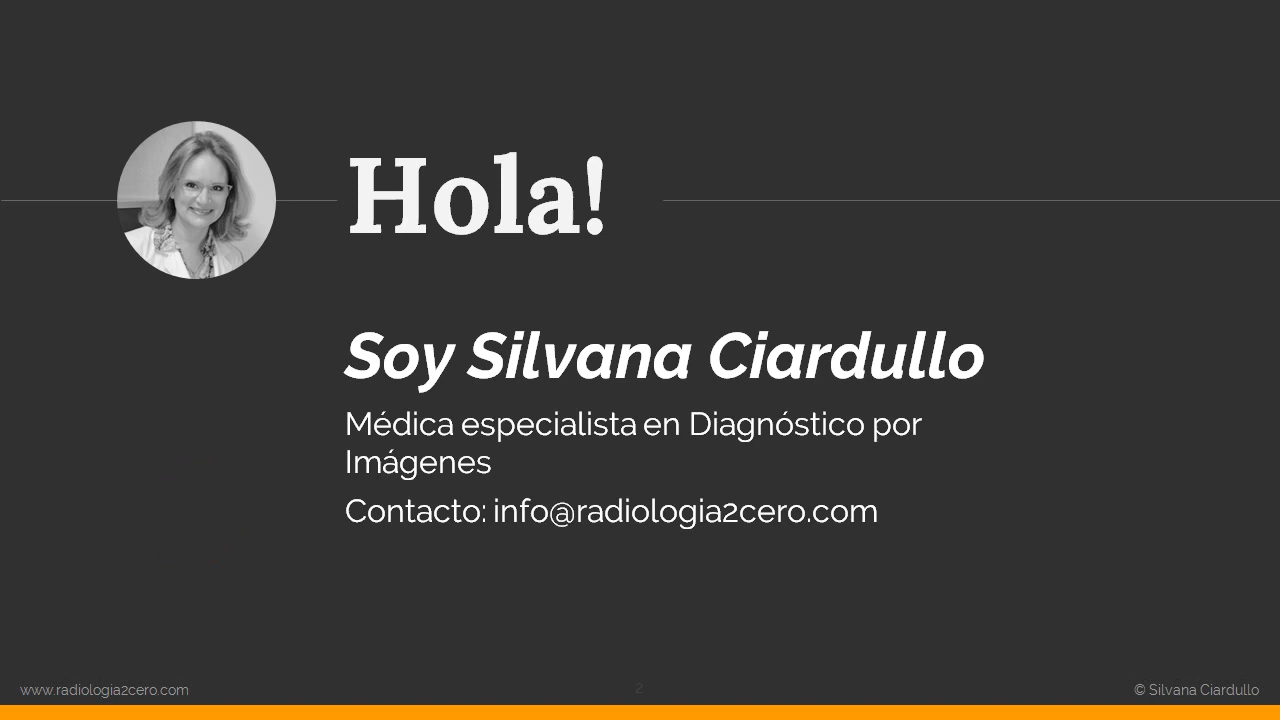 Hola!
Soy Silvana Ciardullo
Médica especialista en Diagnóstico por
Imágenes
Contacto: info@radiologia2cero.com
www.radiologia2cero.com
2
© Silvana Ciardullo